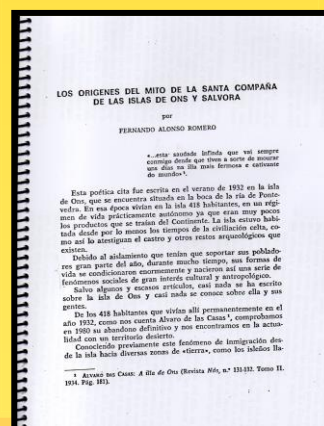 LOS ORIGENES DEL MITO DE LA SANTA COMPAÑA
DE LAS ISLAS DE ONS Y SALVORA
por
FERNANDO ALONSO ROMERO
«...esta saudade infinda que vai sempre
conmigo dende que tiven a sorte de mourar
uns días na illa mais fermosa e cativante
do mundo»¹.
Esta poética cita fue escrita en el verano de 1932 en la isla
de Ons, que se encuentra situada en la boca de la ría de Ponte-
vedra. En esa época vivían en la isla 418 habitantes, en un régi-
men de vida prácticamente autónomo ya que eran muy pocos
los productos que se traían del Continente. La isla estuvo habi-
tada desde por lo menos los tiempos de la civilización celta, co-
mo así lo atestiguan el castro y otros restos arqueológicos que
existen.
Debido al aislamiento que tenían que soportar sus poblado-
res gran parte del año, durante mucho tiempo, sus formas de
vida se condicionaron enormemente y nacieron así una serie de
fenómenos sociales de gran interés cultural y antropológico.
Salvo algunos y escasos artículos, casi nada se ha escrito
sobre la isla de Ons y casi nada se conoce sobre ella y sus
gentes.
De los 418 habitantes que vivían allí permanentemente en el
año 1932, como nos cuenta Alvaro de las Casas¹, comprobamos
en 1980 su abandono definitivo y nos encontramos en la actua-
lidad con un territorio desierto.
Conociendo previamente este fenómeno de inmigración des-
de la isla hacia diversas zonas de «tierra», como los isleños lla-
¹ ALVARO DAS CASAS: A illa de Ons (Revista Nós, n.° 131-132. Tomo II.
1934. Pág. 181).